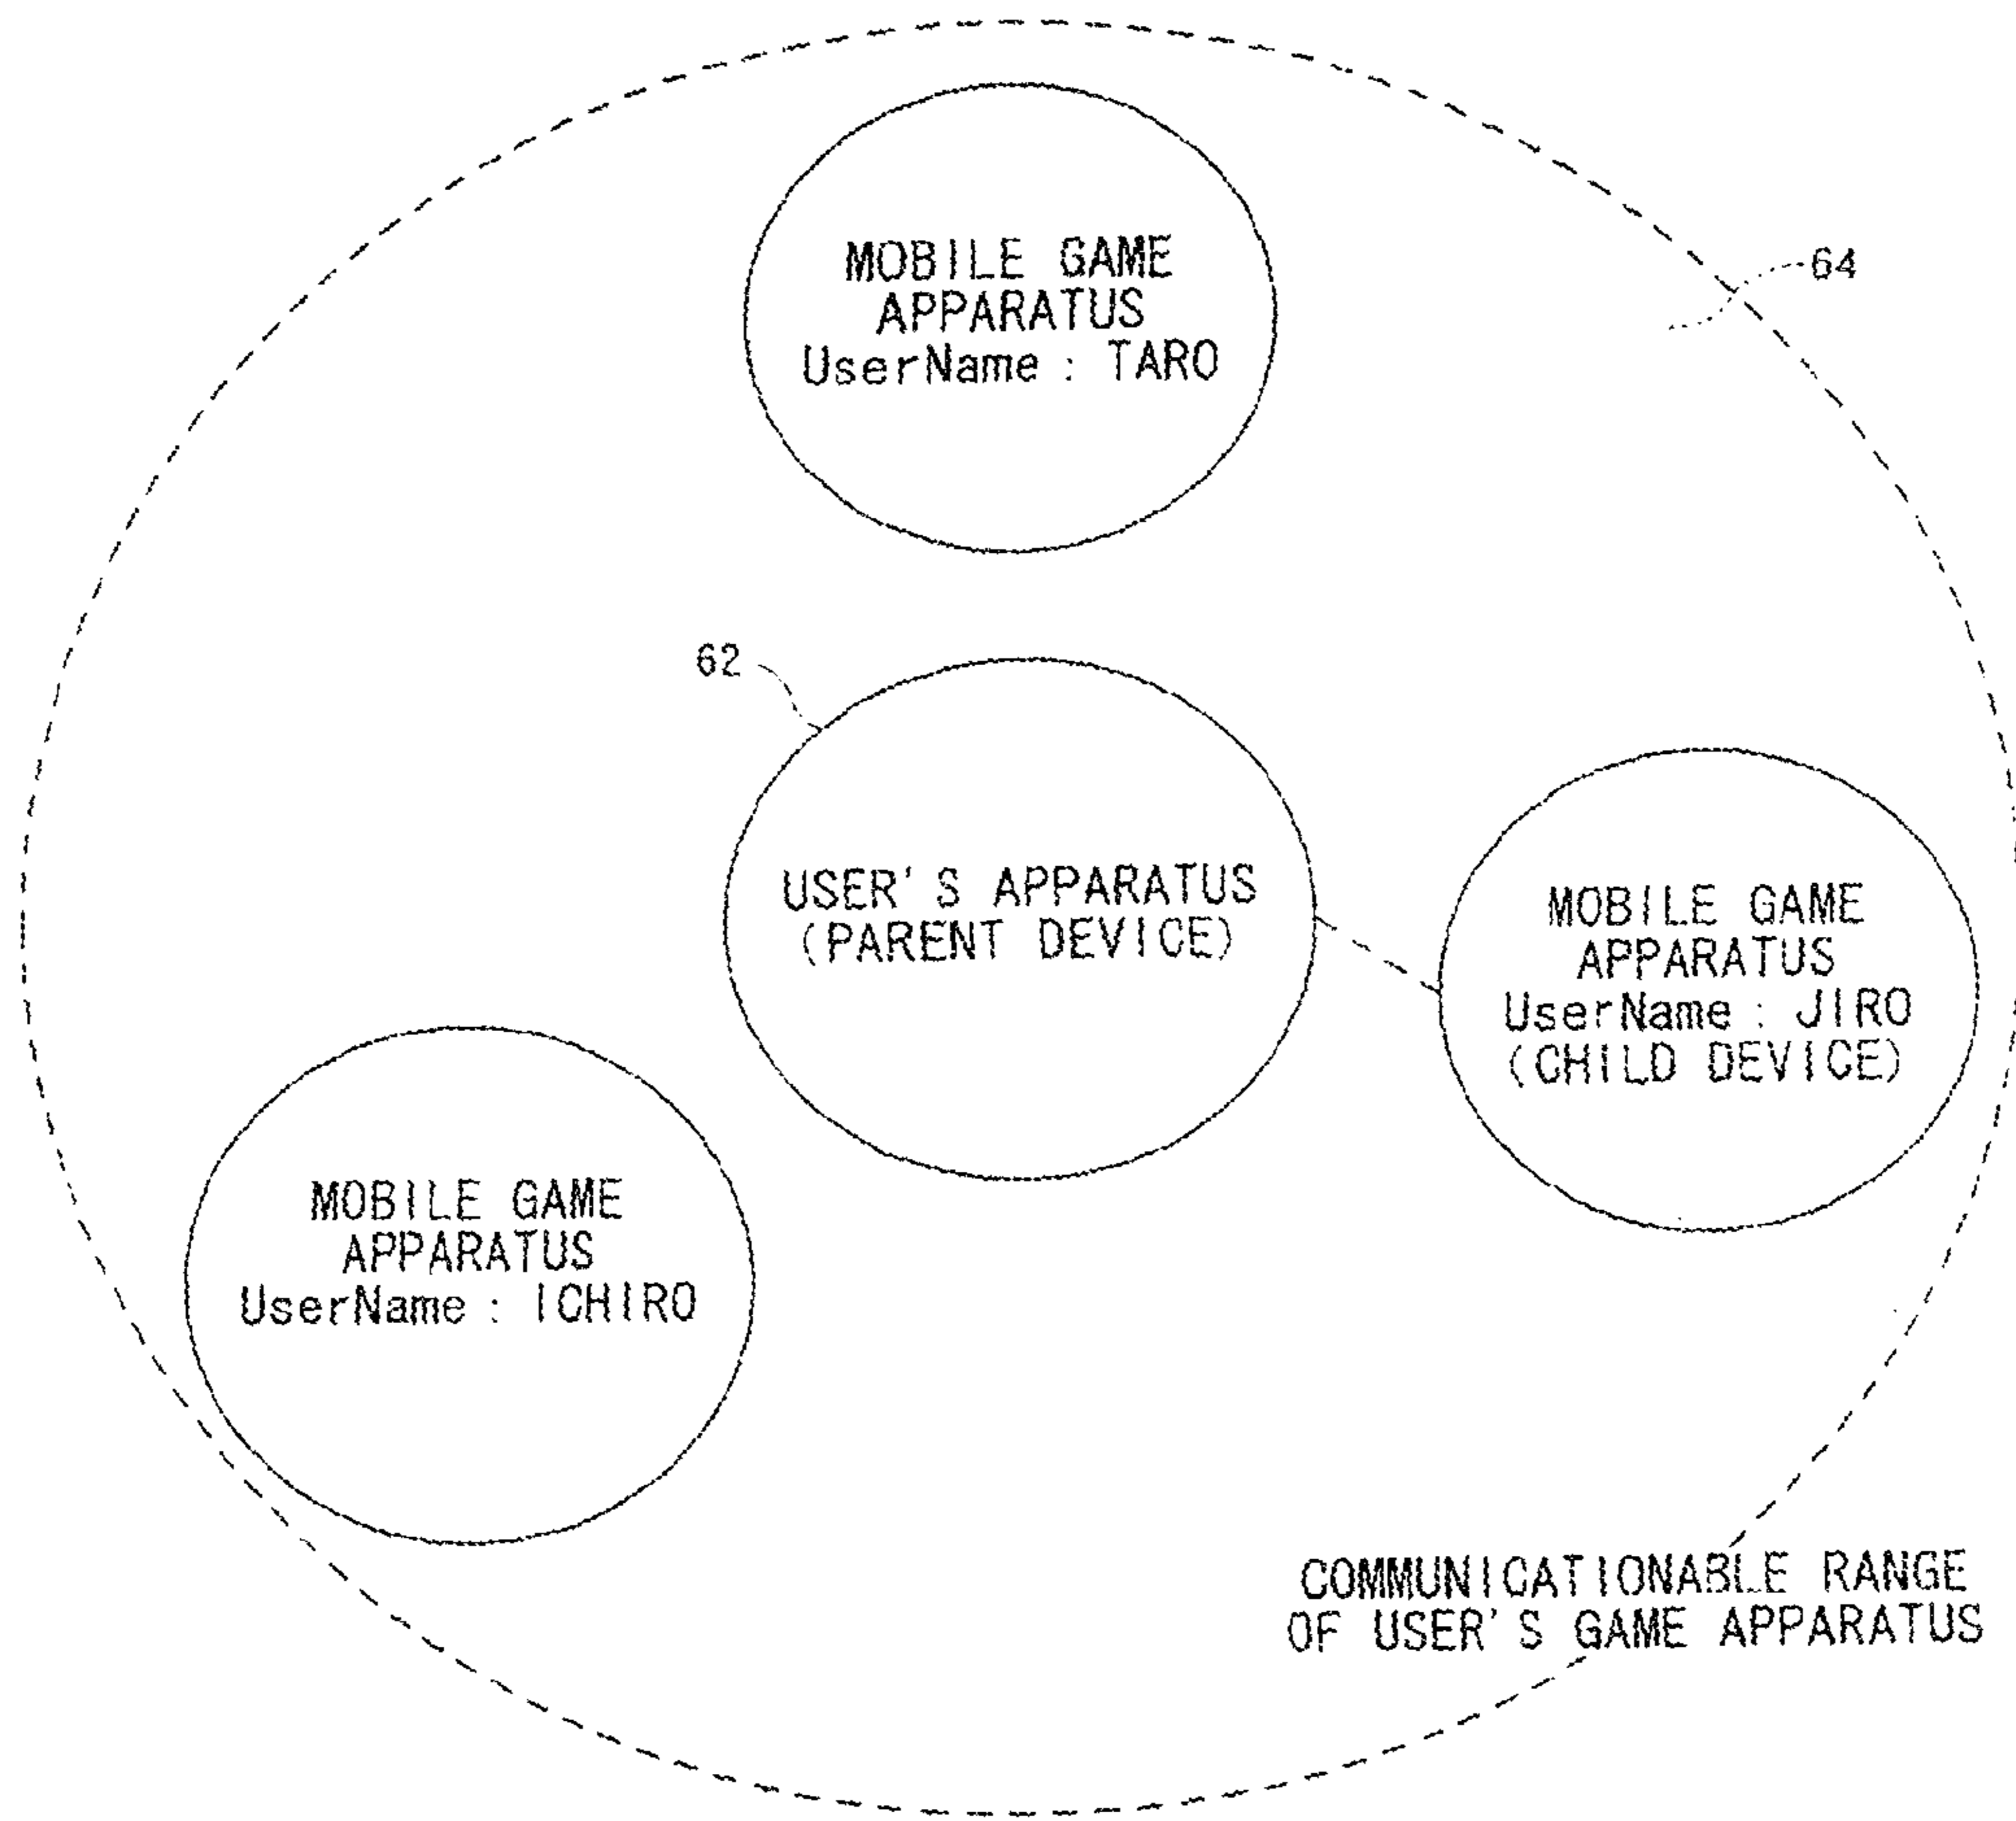 MOBILE GAME
APPARATUS
UserName : TARO
64
62
USER'S APPARATUS
(PARENT DEVICE)
MOBILE GAME
APPARATUS
UserName : JIRO
(CHILD DEVICE)
MOBILE GAME
APPARATUS
UserName : ICHIRO
COMMUNICATIONABLE RANGE
OF USER'S GAME APPARATUS